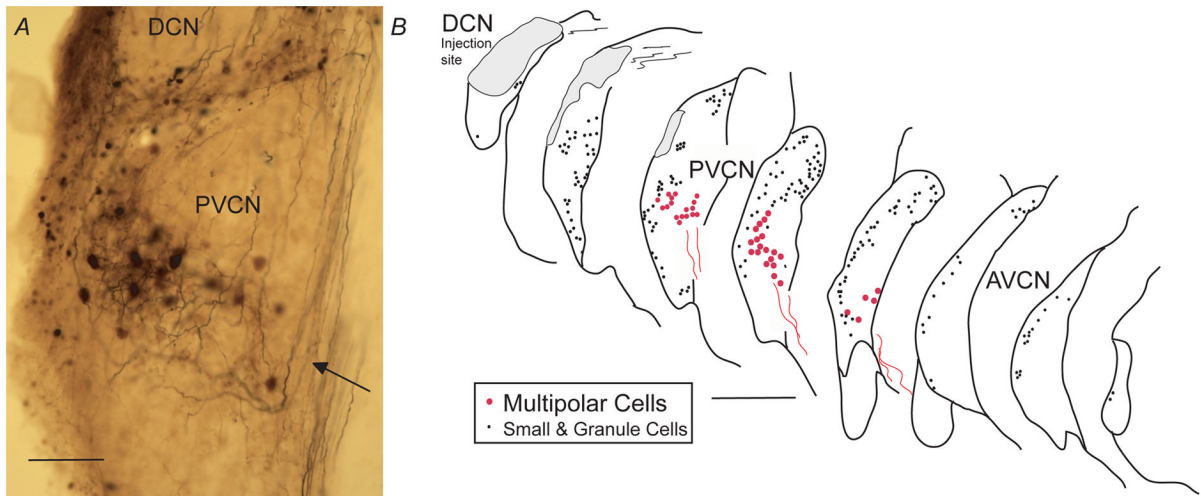 A
DCN
PVCN
B
DCN
Injection
site
PVCN
AVCN
Multipolar Cells
Small & Granule Cells